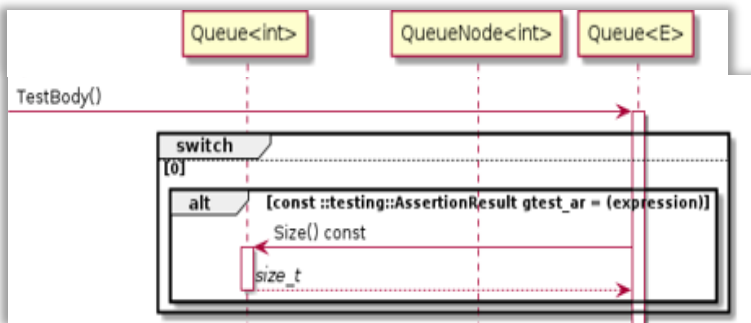 Queue<int> QueueNode<int> Queue<E>
TestBody()
switch
[0]
alt [const ::testing::AssertionResult gtest_ar = (expression)]
Size() const
size_t